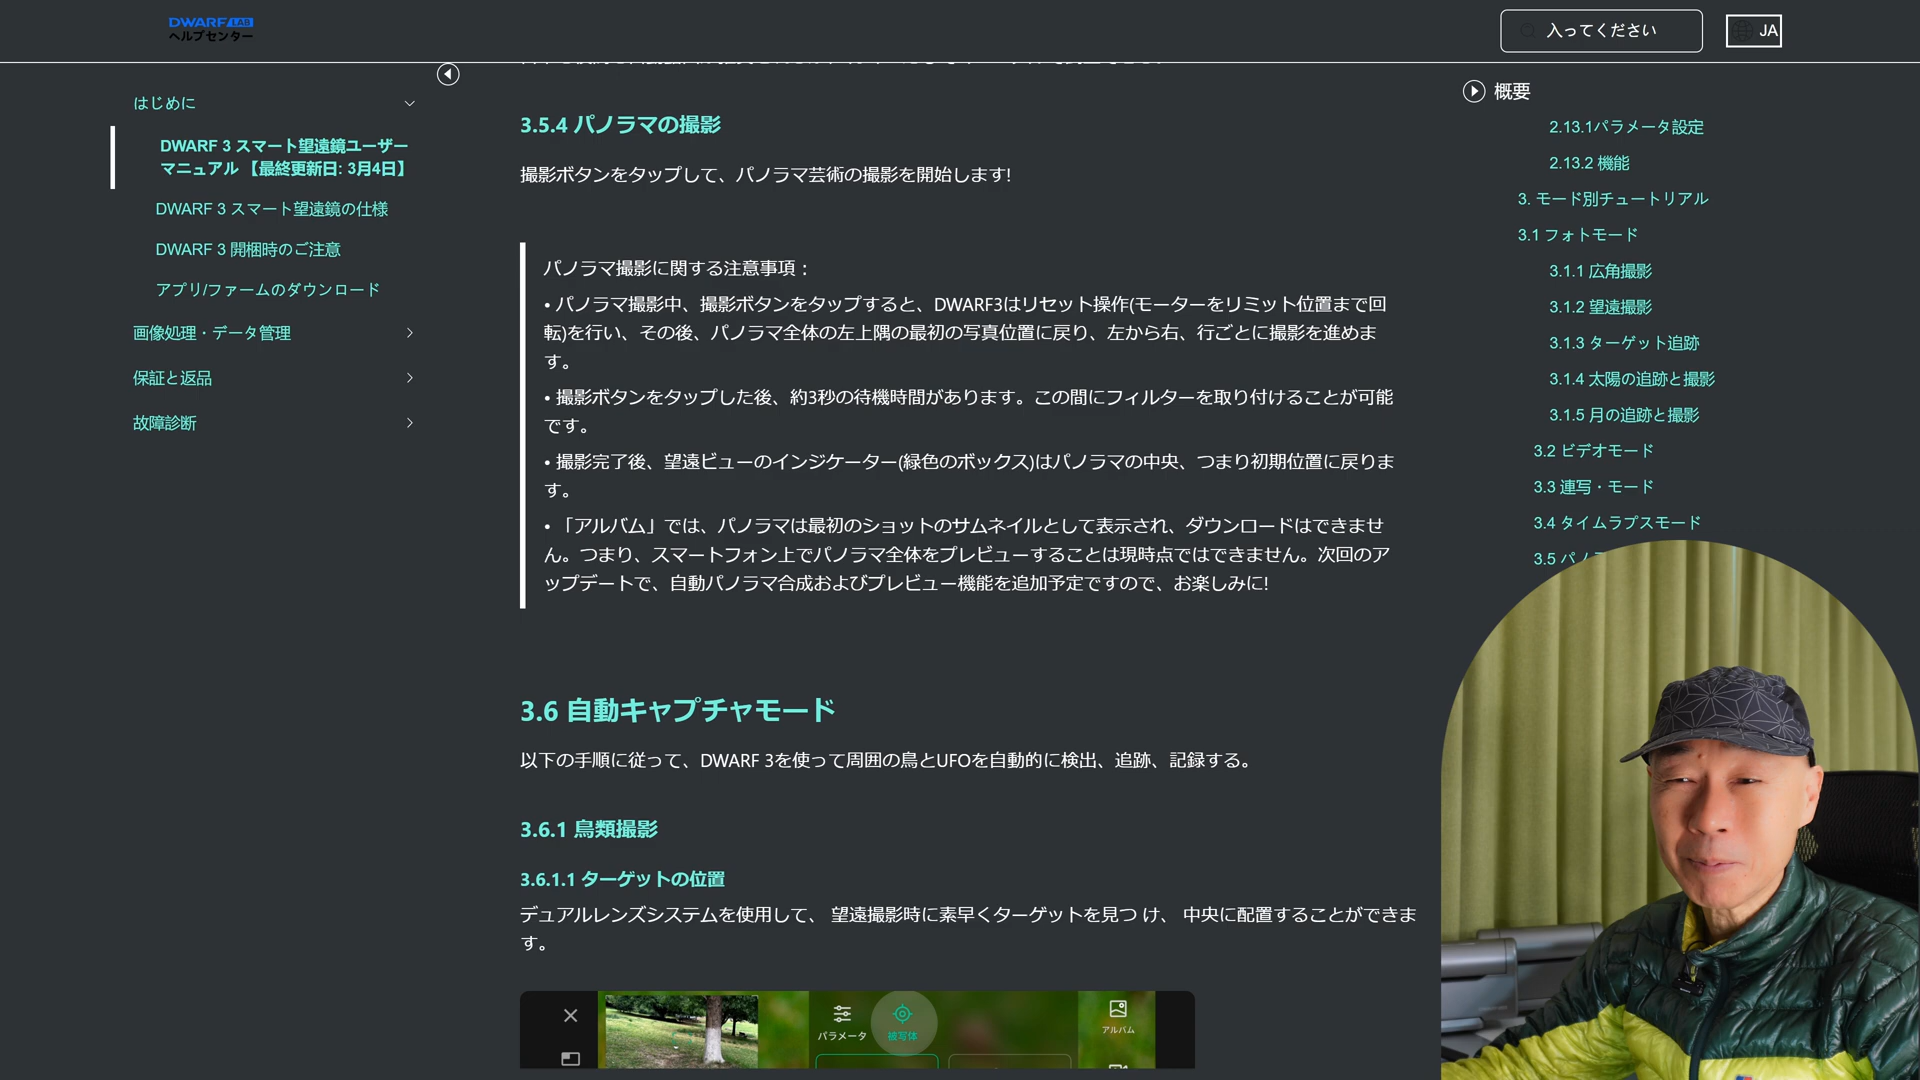 DWARFLAB
ヘルプセンター
入ってください
JA
はじめに
DWARF 3 スマート望遠鏡ユーザー
マニュアル 【最終更新日: 3月4日】
DWARF 3 スマート望遠鏡の仕様
DWARF 3 開梱時のご注意
アプリ/ファームのダウンロード
画像処理・データ管理
保証と返品
故障診断
3.5.4 パノラマの撮影
撮影ボタンをタップして、パノラマ芸術の撮影を開始します!
パノラマ撮影に関する注意事項：
• パノラマ撮影中、撮影ボタンをタップすると、DWARF3はリセット操作(モーターをリミット位置まで回
転)を行い、その後、パノラマ全体の左上隅の最初の写真位置に戻り、左から右、行ごとに撮影を進めま
す。
• 撮影ボタンをタップした後、約3秒の待機時間があります。この間にフィルターを取り付けることが可能
です。
• 撮影完了後、望遠ビューのインジケーター(緑色のボックス)はパノラマの中央、つまり初期位置に戻りま
す。
• 「アルバム」では、パノラマは最初のショットのサムネイルとして表示され、ダウンロードはできませ
ん。つまり、スマートフォン上でパノラマ全体をプレビューすることは現時点ではできません。次回のア
ップデートで、自動パノラマ合成およびプレビュー機能を追加予定ですので、お楽しみに!
3.6 自動キャプチャモード
以下の手順に従って、DWARF 3を使って周囲の鳥とUFOを自動的に検出、追跡、記録する。
3.6.1 鳥類撮影
3.6.1.1 ターゲットの位置
デュアルレンズシステムを使用して、 望遠撮影時に素早くターゲットを見つ け、 中央に配置することができま
す。
パラメータ
被写体
アルバム
概要
2.13.1パラメータ設定
2.13.2 機能
3. モード別チュートリアル
3.1 フォトモード
3.1.1 広角撮影
3.1.2 望遠撮影
3.1.3 ターゲット追跡
3.1.4 太陽の追跡と撮影
3.1.5 月の追跡と撮影
3.2 ビデオモード
3.3 連写・モード
3.4 タイムラプスモード
3.5 パノ